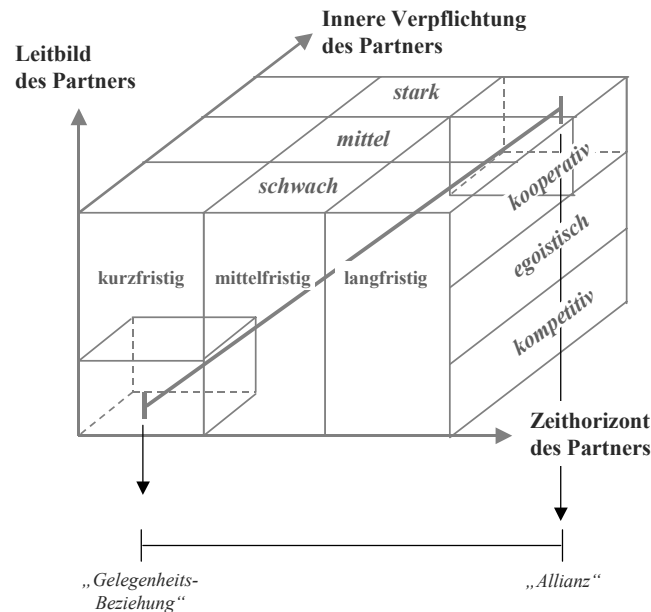 Innere Verpflichtung
des Partners
Leitbild
des Partners
stark
mittel
schwach
kooperativ
egoistisch
kompetitiv
kurzfristig
mittelfristig
langfristig
Zeithorizont
des Partners
„Gelegenheits-
Beziehung“
„Allianz“